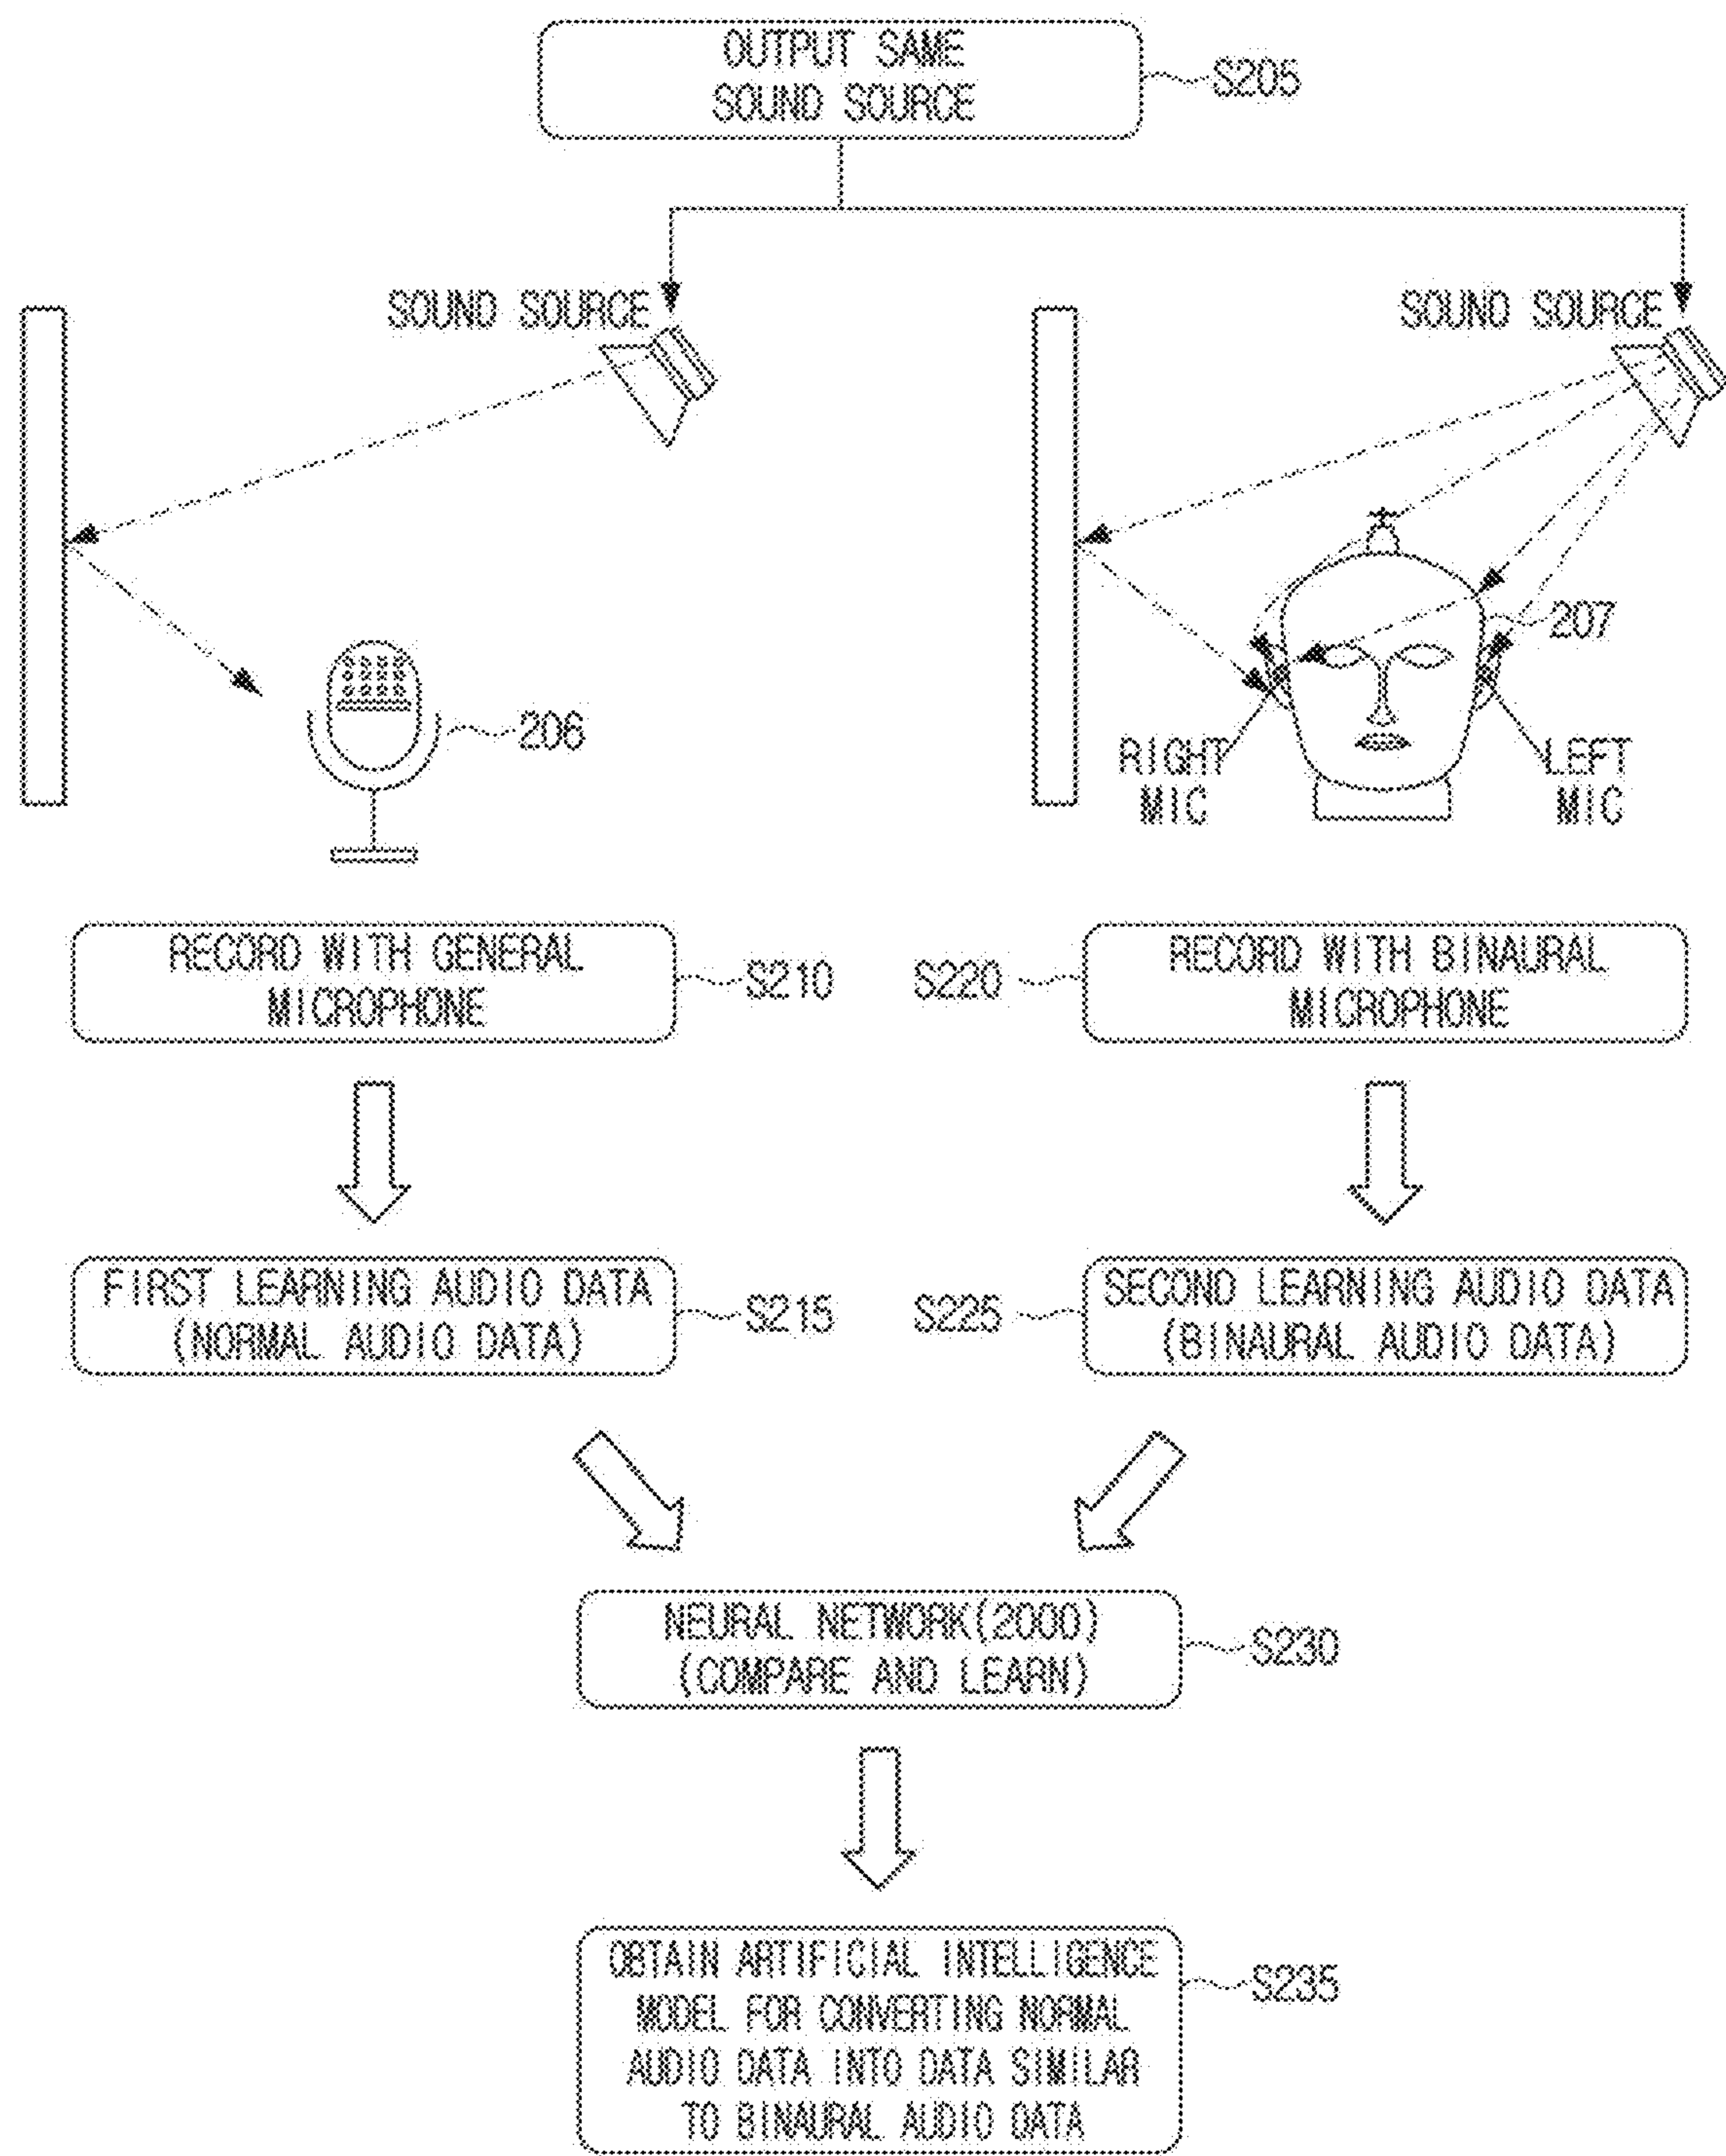 OUTPUT SAME
SOUND SOURCE
S205
SOUND SOURCE
SOUND SOURCE
206
207
RIGHT
MIC
LEFT
MIC
RECORD WITH GENERAL
MICROPHONE
S210
S220
RECORD WITH BINAURAL
MICROPHONE
FIRST LEARNING AUDIO DATA
(NORMAL AUDIO DATA)
S215
S225
SECOND LEARNING AUDIO DATA
(BINAURAL AUDIO DATA)
NEURAL NETWORK(2000)
(COMPARE AND LEARN)
S230
OBTAIN ARTIFICIAL INTELLIGENCE
MODEL FOR CONVERTING NORMAL
AUDIO DATA INTO DATA SIMILAR
TO BINAURAL AUDIO DATA
S235